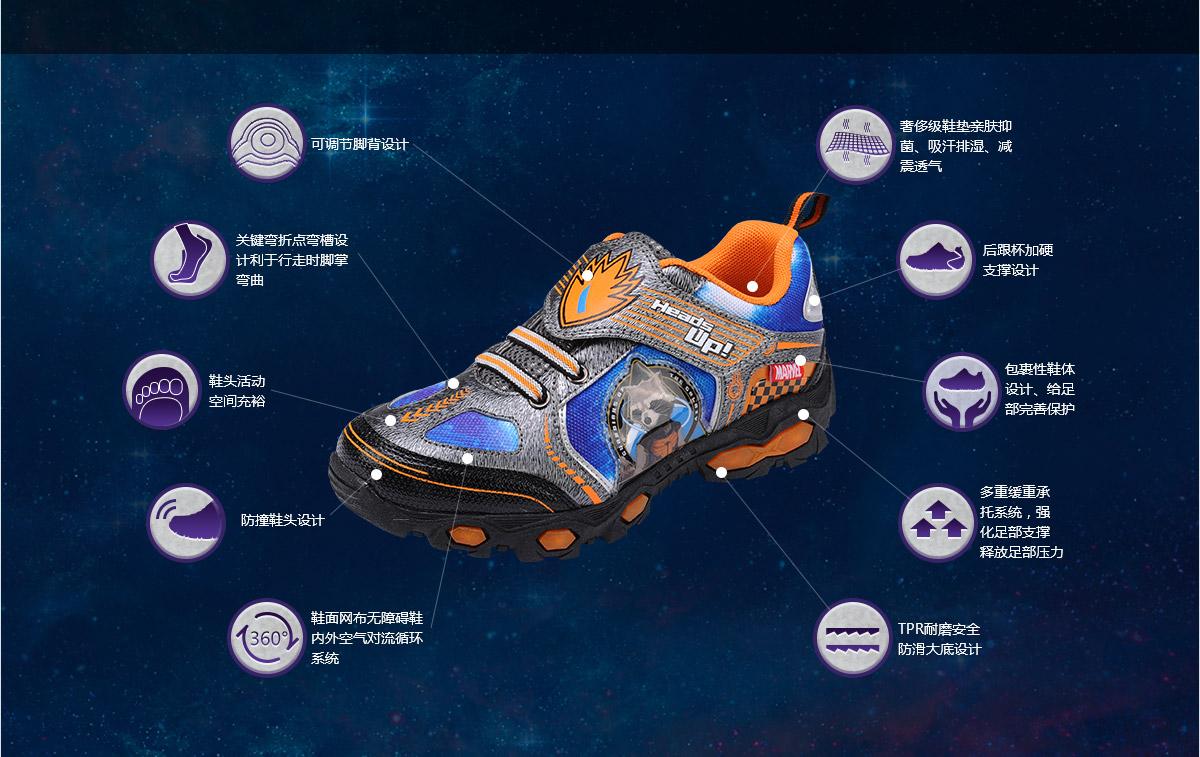 可调节脚背设计
关键弯折点弯槽设
计利于行走时脚掌
弯曲
鞋头活动
空间充裕
防撞鞋头设计
360°
鞋面网布无障碍鞋
内外空气对流循环
系统
Heads
Up!
MARVEL
奢侈级鞋垫亲肤抑
菌、吸汗排湿、减
震透气
后跟杯加硬
支撑设计
包裹性鞋体
设计、给足
部完善保护
多重缓重承
托系统，强
化足部支撑
释放足部压力
TPR耐磨安全
防滑大底设计